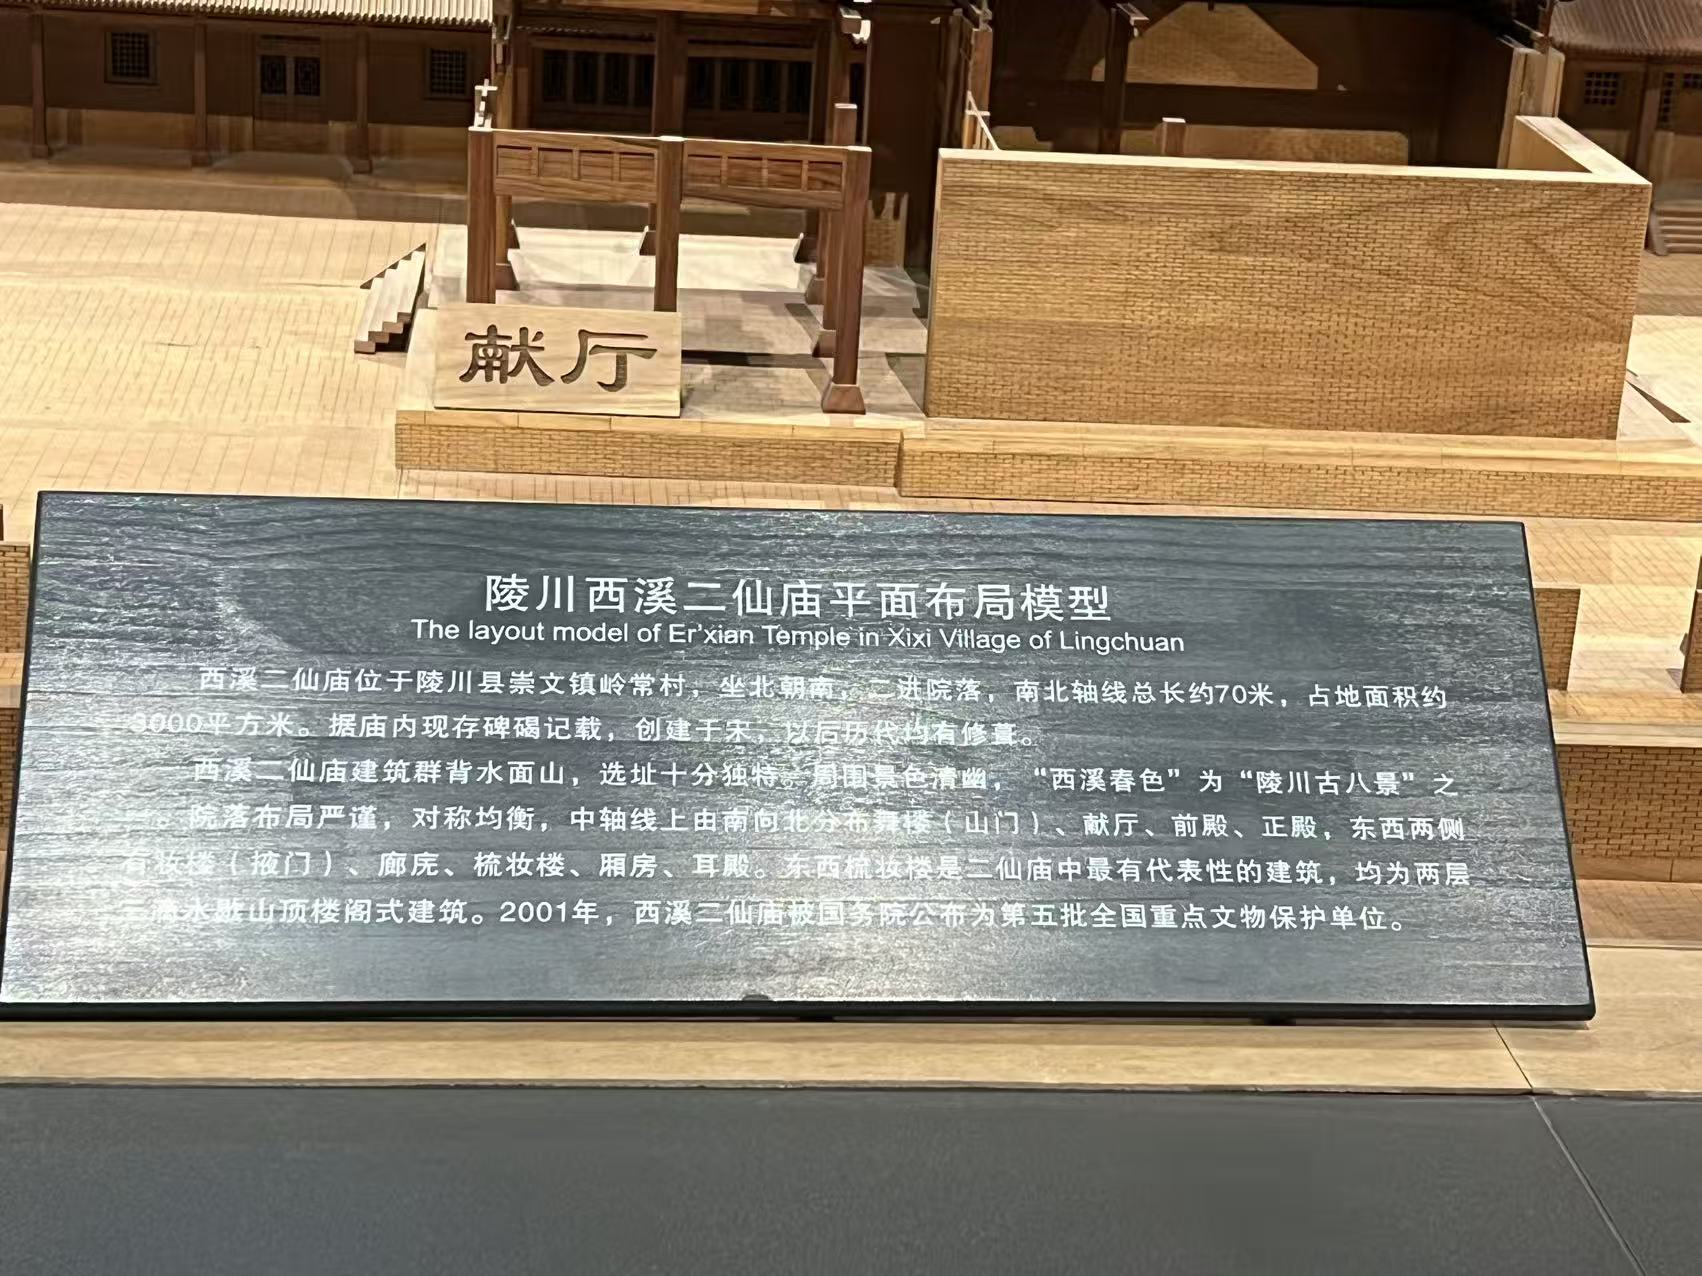 献厅
陵川西溪二仙庙平面布局模型
The layout model of Er'xian Temple in Xixi Village of Lingchuan
西溪二仙庙位于陵川县崇文镇岭常村，坐北朝南，二进院落，南北轴线总长约70米，占地面积约
3000平方米。据庙内现存碑碣记载，创建于宋，以后历代均有修葺。
西溪二仙庙建筑群背水面山，选址十分独特。周围景色清幽，“西溪春色”为“陵川古八景”之
一。院落布局严谨，对称均衡，中轴线上由南向北分布舞楼（山门）、献厅、前殿、正殿，东西两侧
有妆楼（掖门）、廊庑、梳妆楼、厢房、耳殿。东西梳妆楼是二仙庙中最有代表性的建筑，均为两层
三滴水歇山顶楼阁式建筑。2001年，西溪二仙庙被国务院公布为第五批全国重点文物保护单位。